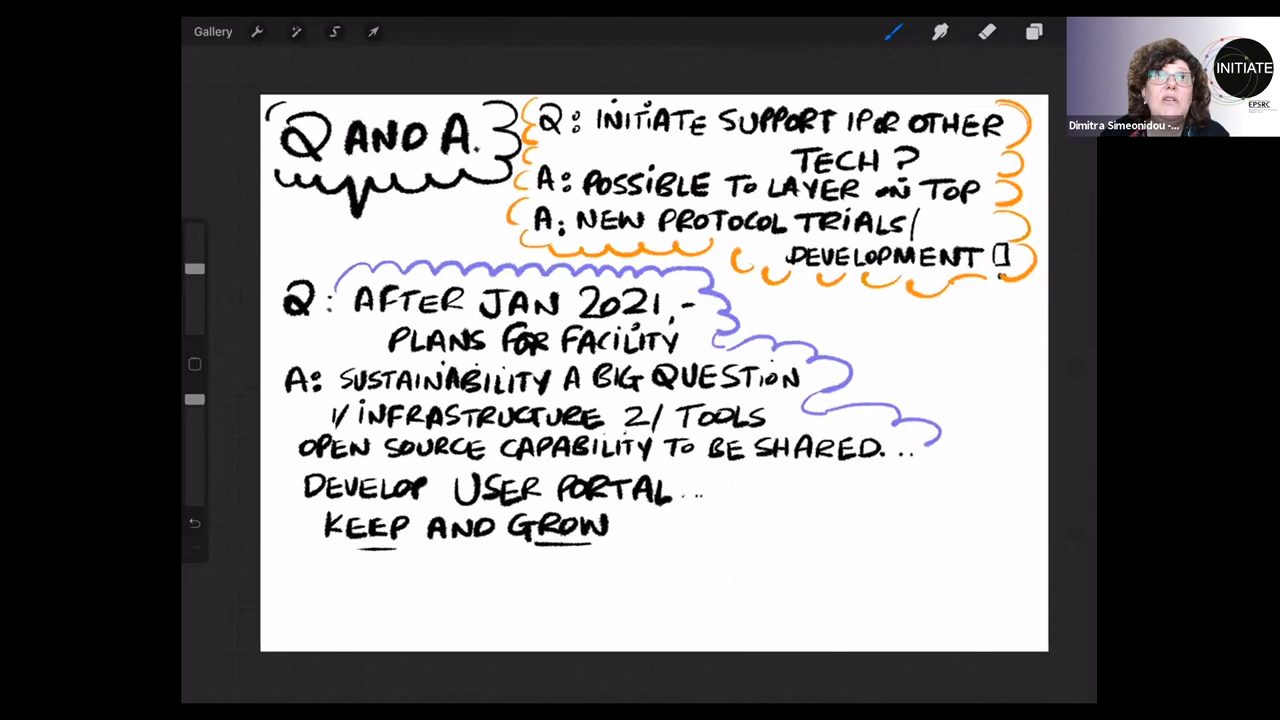 Gallery
Q AND A.
Q: INITIATE SUPPORT IP OR OTHER
TECH ?
A: POSSIBLE TO LAYER ON TOP
A: NEW PROTOCOL TRIALS/
DEVELOPMENT
Q: AFTER JAN 2021,-
PLANS FOR FACILITY
A: SUSTAINABILITY A BIG QUESTION
1/ INFRASTRUCTURE 2/ TOOLS
OPEN SOURCE CAPABILITY TO BE SHARED...
DEVELOP USER PORTAL...
KEEP AND GROW
INITIATE
EPSRC
Dimitra Simeonidou -...